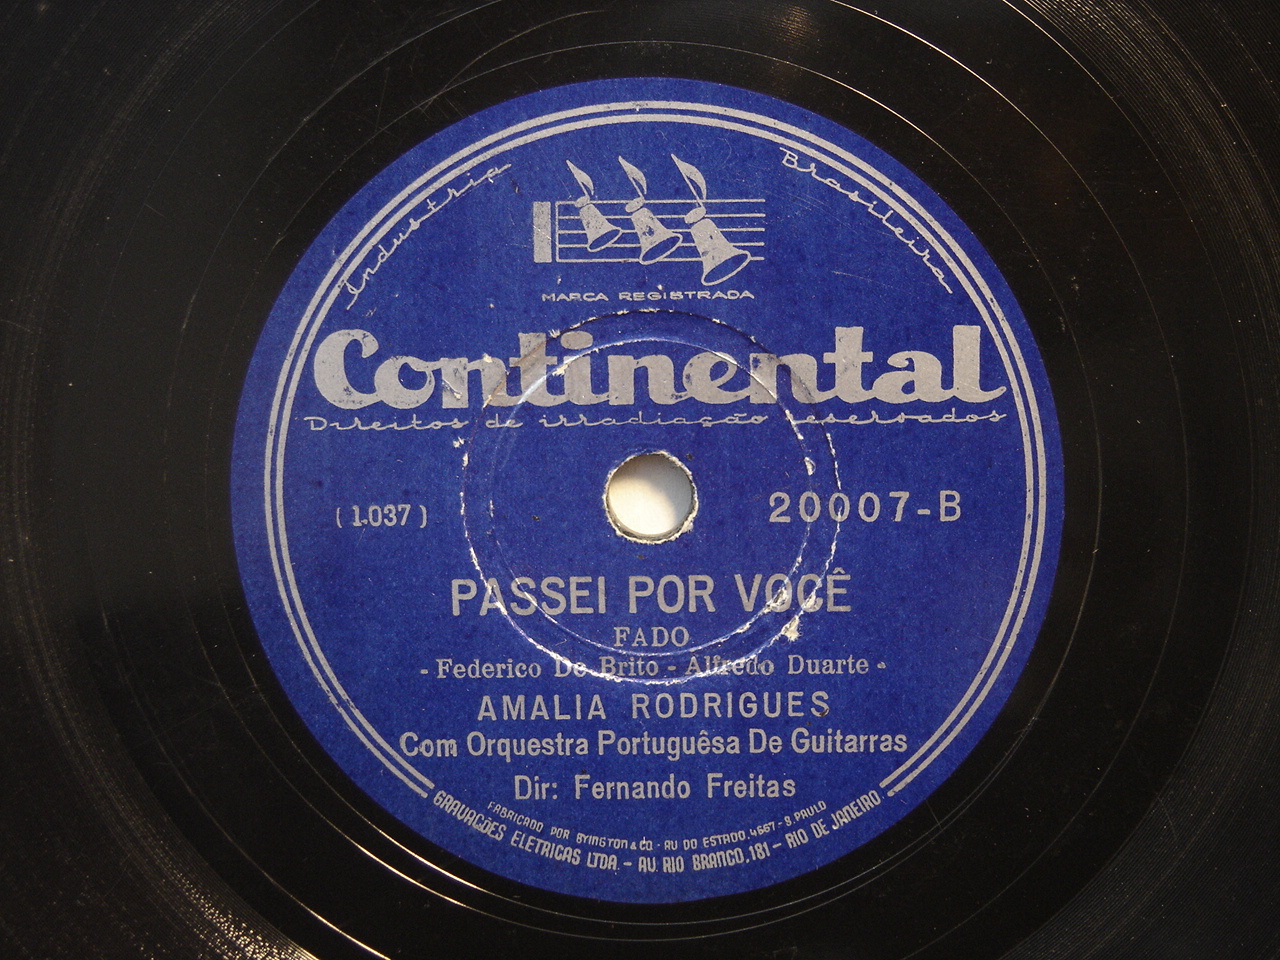 Industria Brasileira
MARCA REGISTRADA
Continental
Direitos de irradiação reservados
(1.037) 20007-B
PASSEI POR VOCÊ
FADO
- Federico De Brito - Alfredo Duarte -
AMALIA RODRIGUES
Com Orquestra Portuguêsa De Guitarras
Dir: Fernando Freitas
FABRICADO POR BYINGTON & Co - AV DO ESTADO, 4667 - S. PAULO
GRAVAÇÕES ELETRICAS LTDA. - AV. RIO BRANCO, 181 - RIO DE JANEIRO